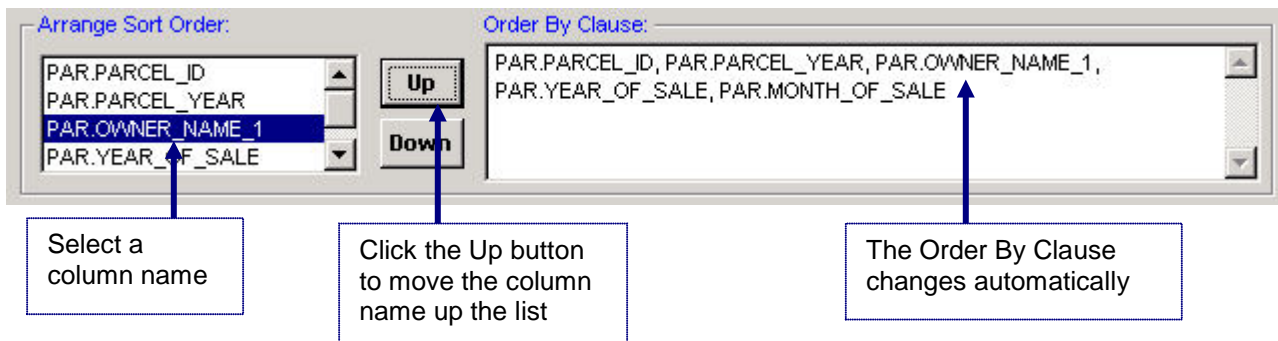 Arrange Sort Order:
PAR.PARCEL_ID
PAR.PARCEL_YEAR
PAR.OWNER_NAME_1
PAR.YEAR_OF_SALE
Up
Down
Order By Clause:
PAR.PARCEL_ID, PAR.PARCEL_YEAR, PAR.OWNER_NAME_1,
PAR.YEAR_OF_SALE, PAR.MONTH_OF_SALE
Select a
column name
Click the Up button
to move the column
name up the list
The Order By Clause
changes automatically